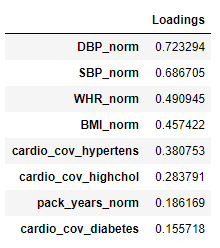 Loadings
DBP_norm 0.723294
SBP_norm 0.686705
WHR_norm 0.490945
BMI_norm 0.457422
cardio_cov_hypertens 0.380753
cardio_cov_highchol 0.283791
pack_years_norm 0.186169
cardio_cov_diabetes 0.155718